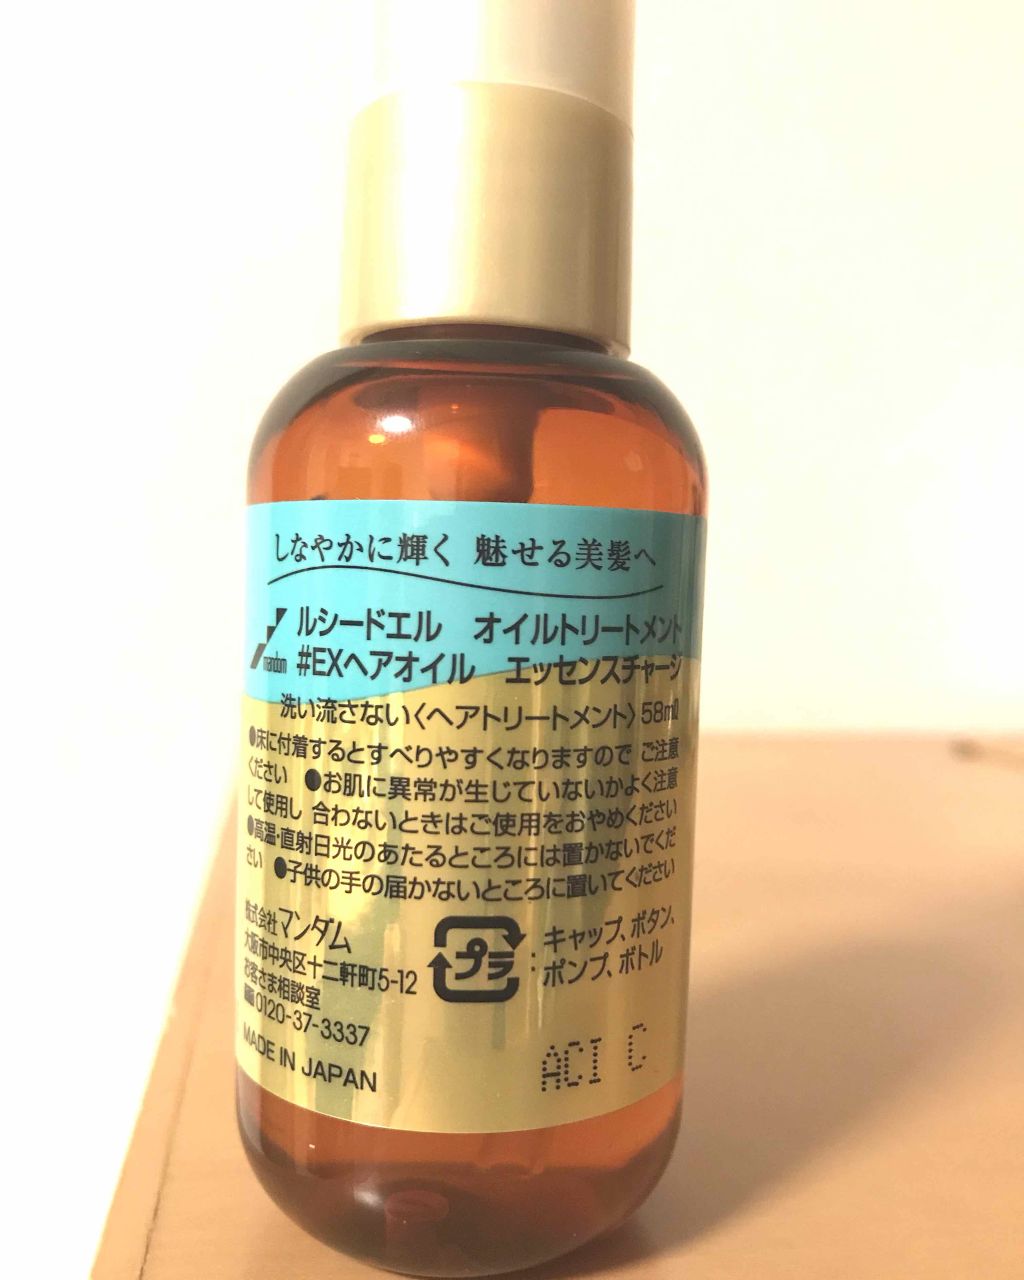 しなやかに輝く 魅せる美髪へ
mandom
ルシードエル オイルトリートメント
#EXヘアオイル エッセンスチャージ
洗い流さない〈ヘアトリートメント〉58mℓ
●床に付着するとすべりやすくなりますので ご注意
ください ●お肌に異常が生じていないかよく注意
して使用し 合わないときはご使用をおやめください
●高温・直射日光のあたるところには置かないでくだ
さい ●子供の手の届かないところに置いてください
株式会社マンダム
大阪市中央区十二軒町5-12
お客さま相談室
0120-37-3337
MADE IN JAPAN
プラ
: キャップ、ボタン、
ポンプ、ボトル
ACI C